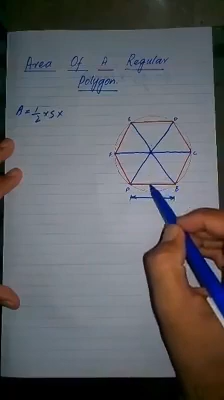 Area Of A Regular
Polygon
A = 1/2 × S ×
E D
F C
A B